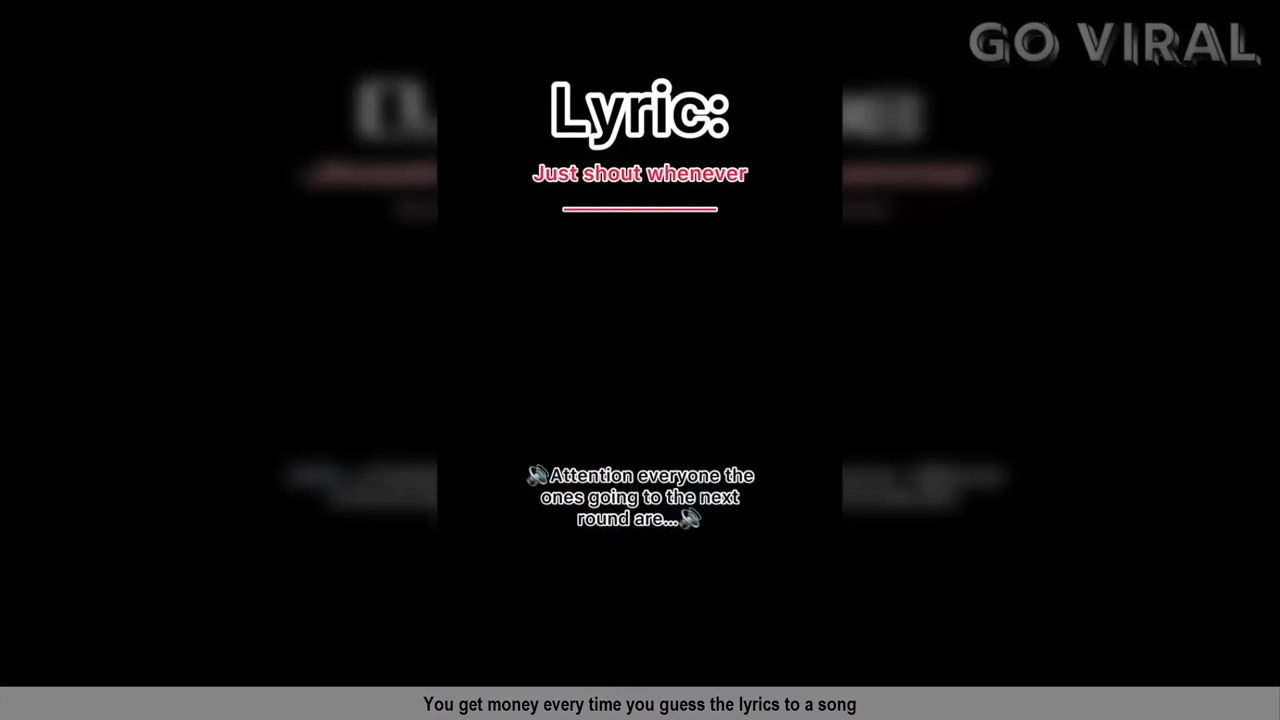 GO VIRAL
Lyric:
Just shout whenever
🔊Attention everyone the
ones going to the next
round are...🔊
You get money every time you guess the lyrics to a song